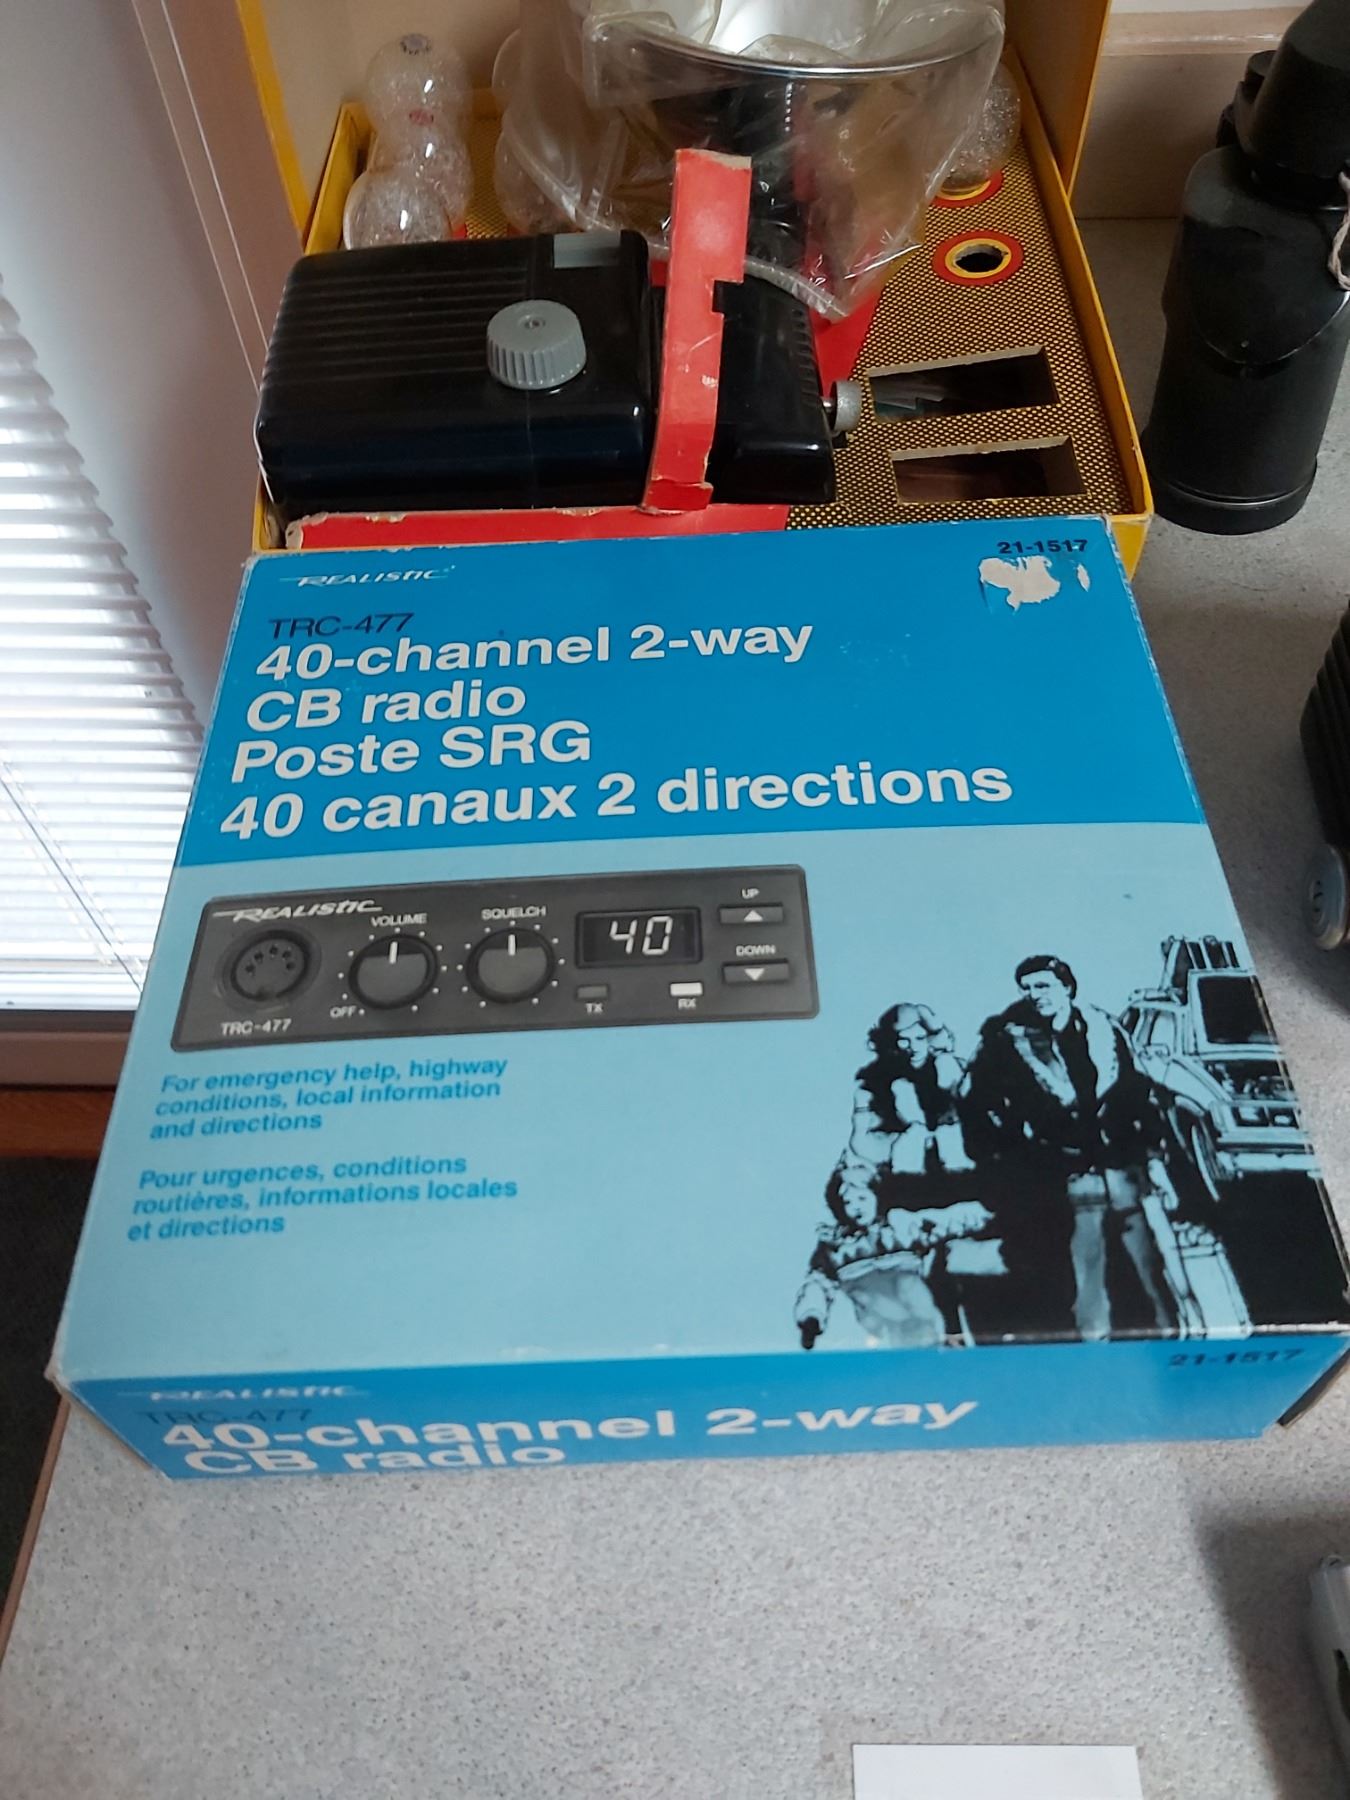 REALISTIC
21-1517
TRC-477
40-channel 2-way
CB radio
Poste SRG
40 canaux 2 directions
REALISTIC
VOLUME
SQUELCH
UP
40
DOWN
OFF
TX
RX
TRC-477
For emergency help, highway
conditions, local information
and directions
Pour urgences, conditions
routières, informations locales
et directions
REALISTIC
21-1517
TRC-477
40-channel 2-way
CB radio